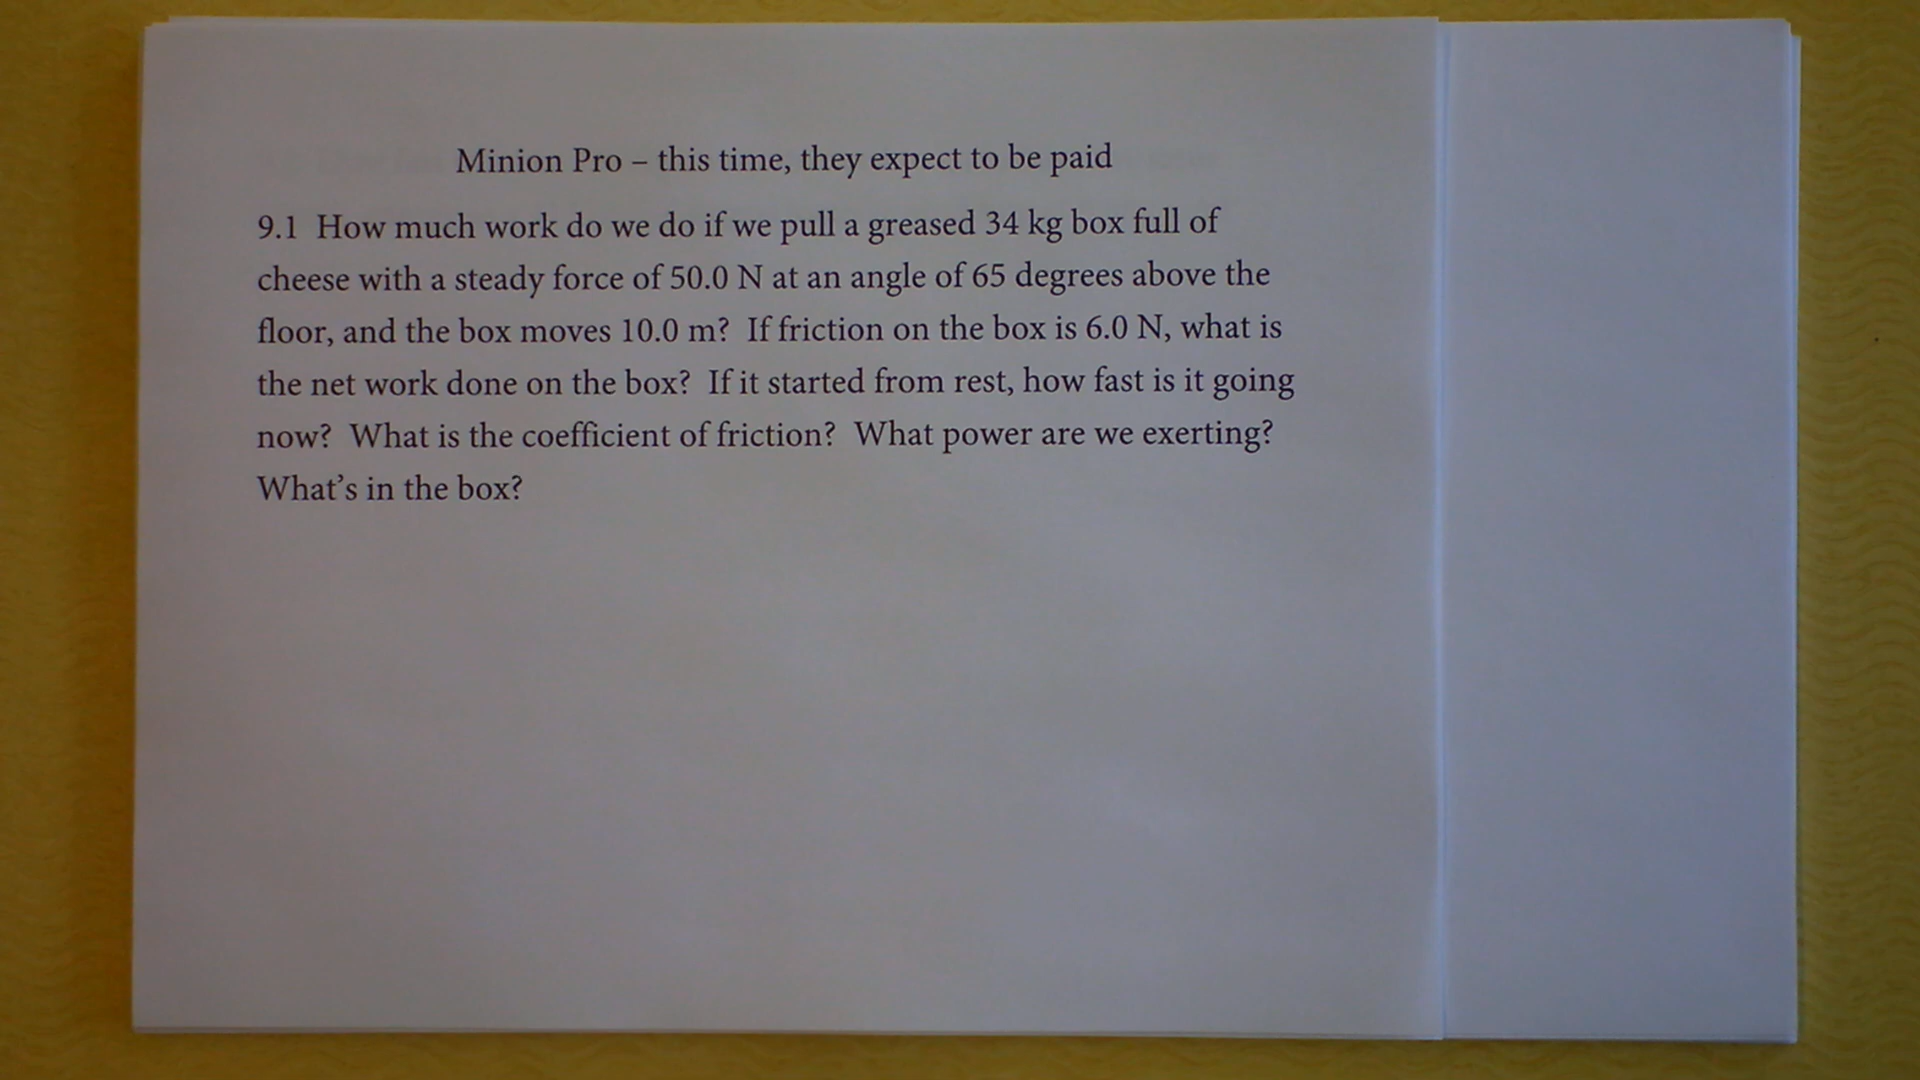 Minion Pro – this time, they expect to be paid
9.1  How much work do we do if we pull a greased 34 kg box full of
cheese with a steady force of 50.0 N at an angle of 65 degrees above the
floor, and the box moves 10.0 m?  If friction on the box is 6.0 N, what is
the net work done on the box?  If it started from rest, how fast is it going
now?  What is the coefficient of friction?  What power are we exerting?
What’s in the box?